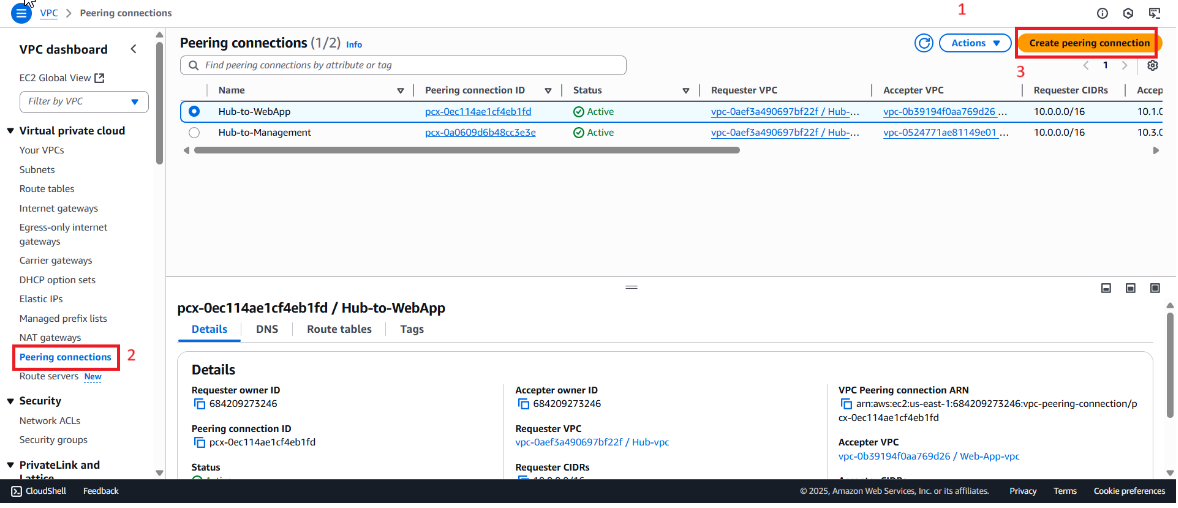 1
VPC > Peering connections
VPC dashboard
EC2 Global View
Filter by VPC
Virtual private cloud
Your VPCs
Subnets
Route tables
Internet gateways
Egress-only internet
gateways
Carrier gateways
DHCP option sets
Elastic IPs
Managed prefix lists
NAT gateways
Peering connections 2
Route servers New
Security
Network ACLs
Security groups
PrivateLink and
Lattice
Peering connections (1/2) Info
Actions
Create peering connection
3
Find peering connections by attribute or tag
1
Name Peering connection ID Status Requester VPC Accepter VPC Requester CIDRs Accep
Hub-to-WebApp pcx-0ec114ae1cf4eb1fd Active vpc-0aef3a490697bf22f / Hub-... vpc-0b39194f0aa769d26 ... 10.0.0.0/16 10.1.0
Hub-to-Management pcx-0a0609d6b48cc3e3e Active vpc-0aef3a490697bf22f / Hub-... vpc-0524771ae81149e01 ... 10.0.0.0/16 10.3.0
pcx-0ec114ae1cf4eb1fd / Hub-to-WebApp
Details DNS Route tables Tags
Details
Requester owner ID
684209273246
Peering connection ID
pcx-0ec114ae1cf4eb1fd
Status
Accepter owner ID
684209273246
Requester VPC
vpc-0aef3a490697bf22f / Hub-vpc
Requester CIDRs
10.0.0.0/16
VPC Peering connection ARN
arn:aws:ec2:us-east-1:684209273246:vpc-peering-connection/p
cx-0ec114ae1cf4eb1fd
Accepter VPC
vpc-0b39194f0aa769d26 / Web-App-vpc
CloudShell Feedback © 2025, Amazon Web Services, Inc. or its affiliates. Privacy Terms Cookie preferences